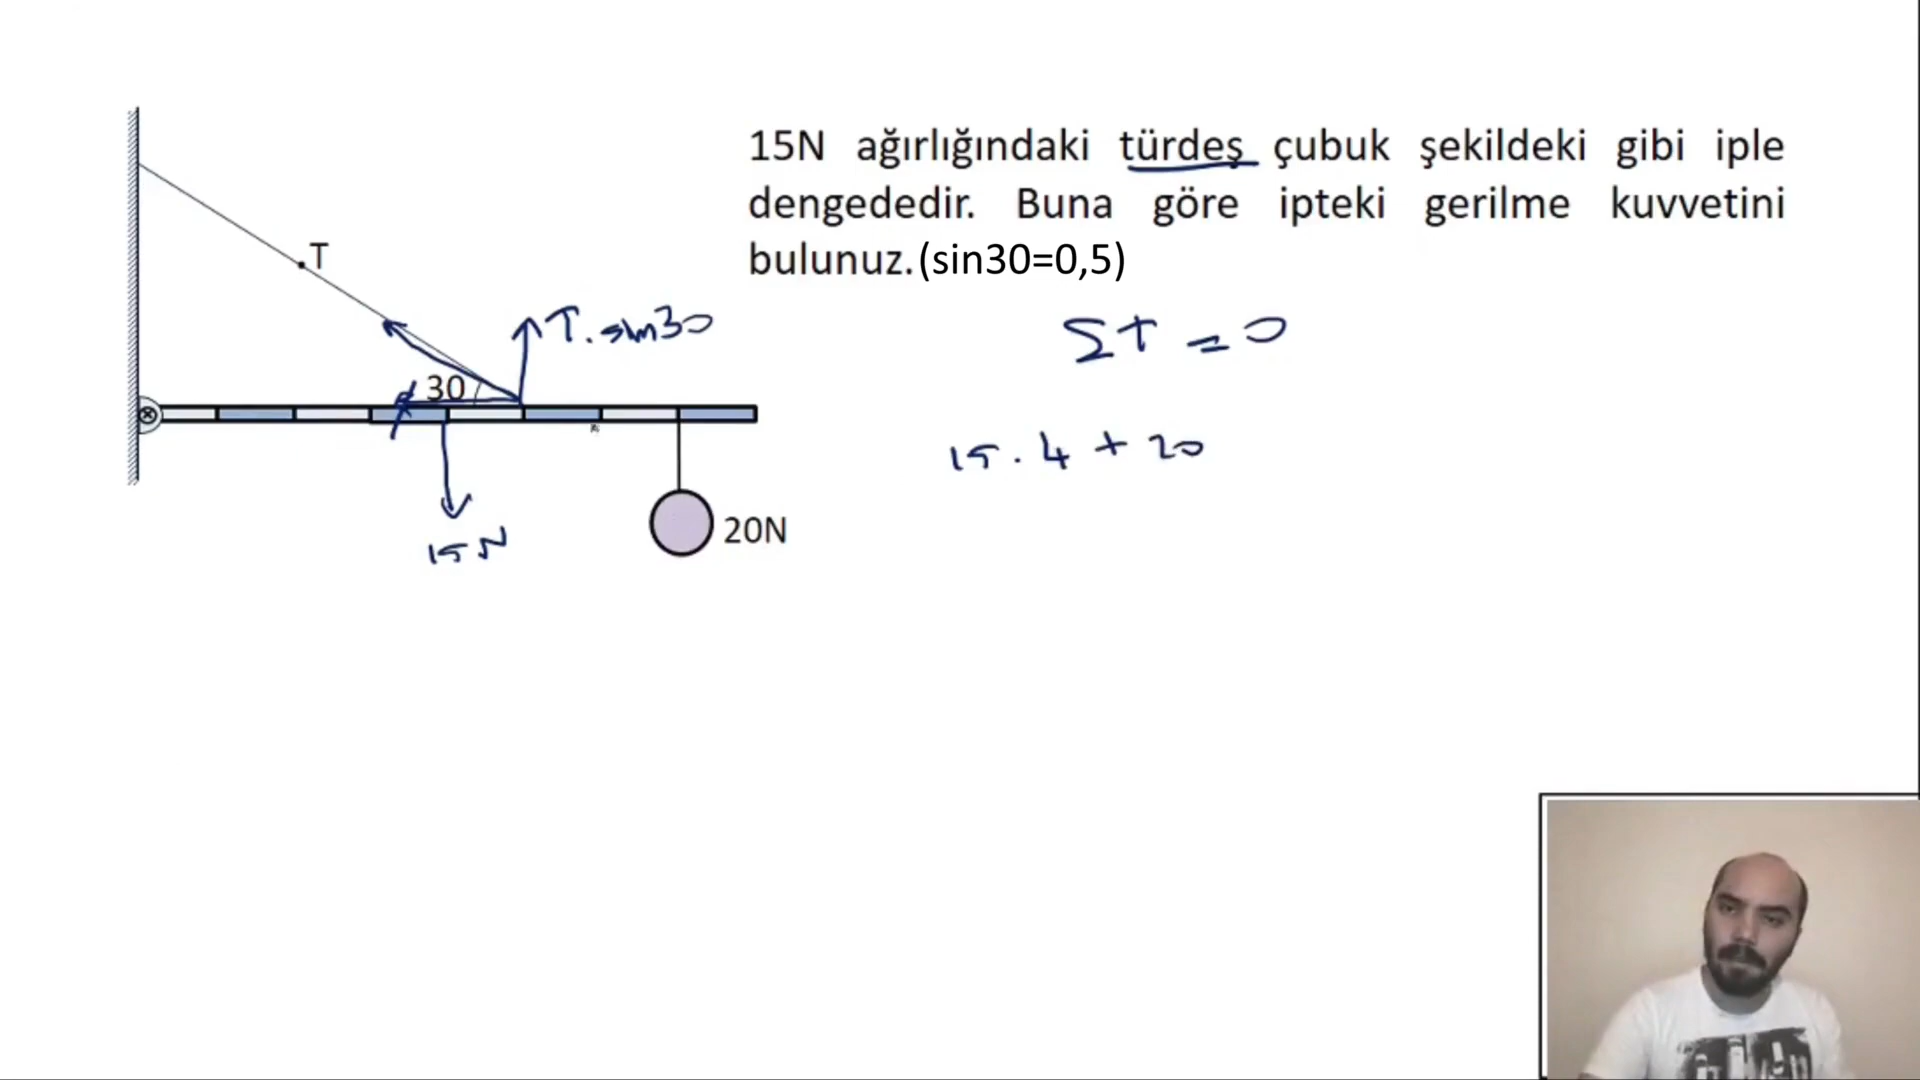 15N ağırlığındaki türdeş çubuk şekildeki gibi iple
dengededir. Buna göre ipteki gerilme kuvvetini
bulunuz.(sin30=0,5)
T
T.sin30
30
Στ=0
15.4+20
15N
20N